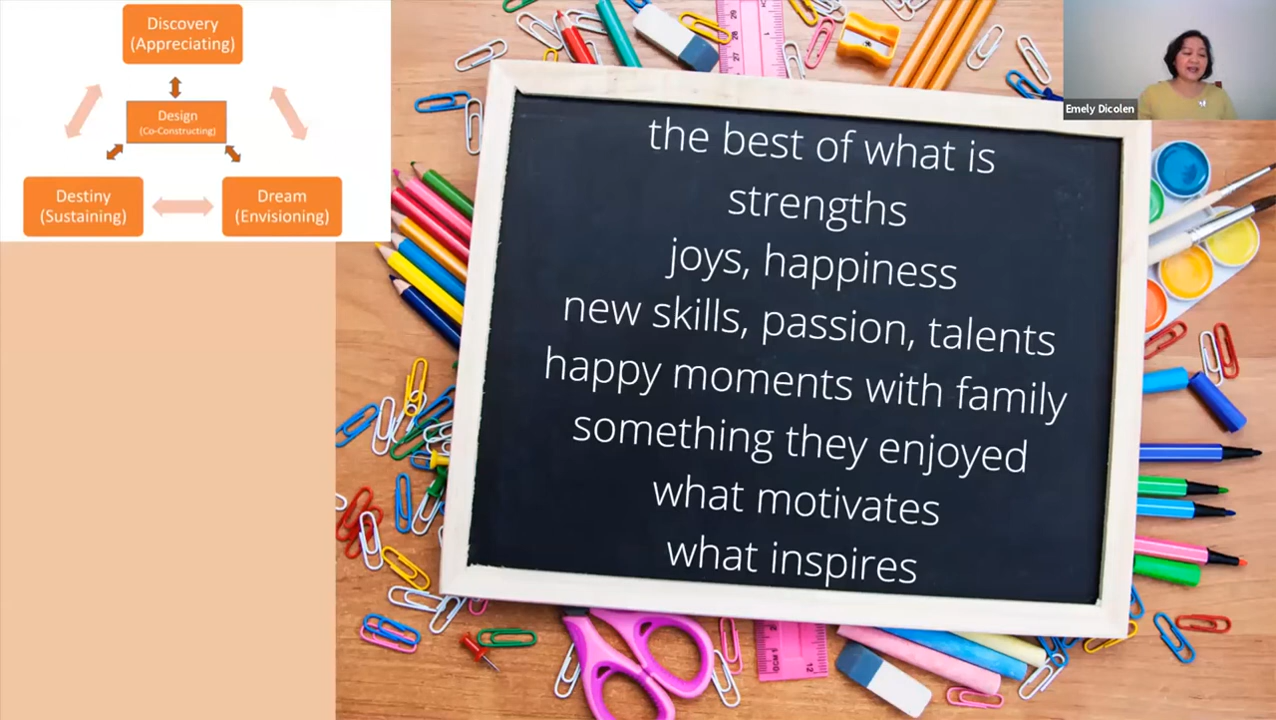 Discovery
(Appreciating)
Design
(Co-Constructing)
Destiny
(Sustaining)
Dream
(Envisioning)
the best of what is
strengths
joys, happiness
new skills, passion, talents
happy moments with family
something they enjoyed
what motivates
what inspires
Emely Dicolen